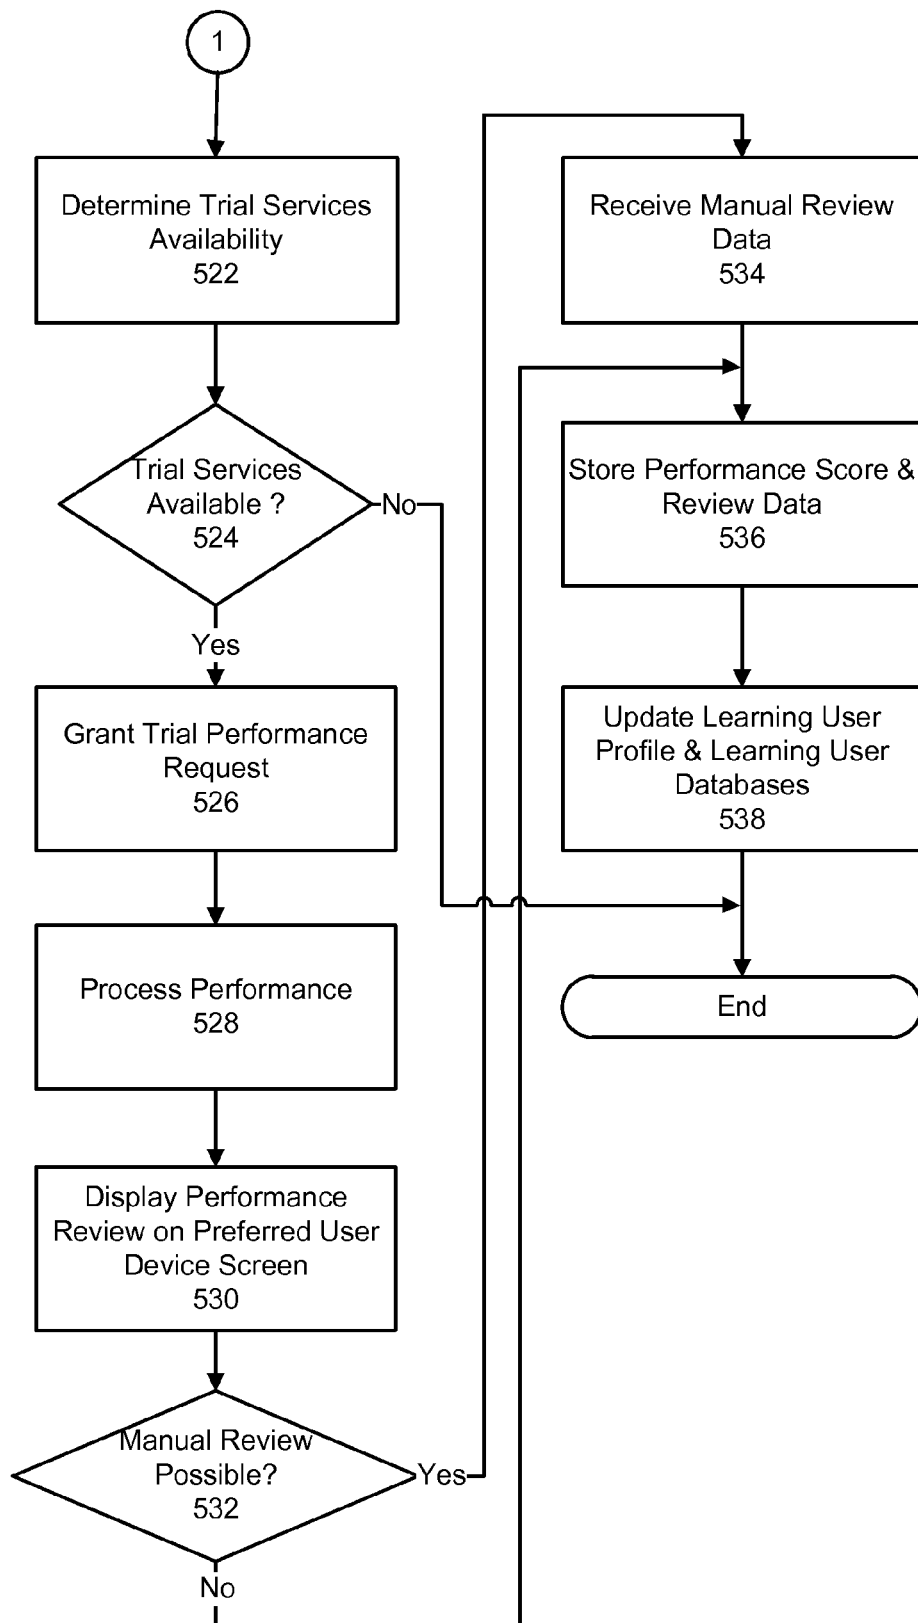 1
Determine Trial Services
Availability
522
Trial Services
Available ?
524
No
Yes
Grant Trial Performance
Request
526
Process Performance
528
Display Performance
Review on Preferred User
Device Screen
530
Manual Review
Possible?
532
Yes
No
Receive Manual Review
Data
534
Store Performance Score &
Review Data
536
Update Learning User
Profile & Learning User
Databases
538
End